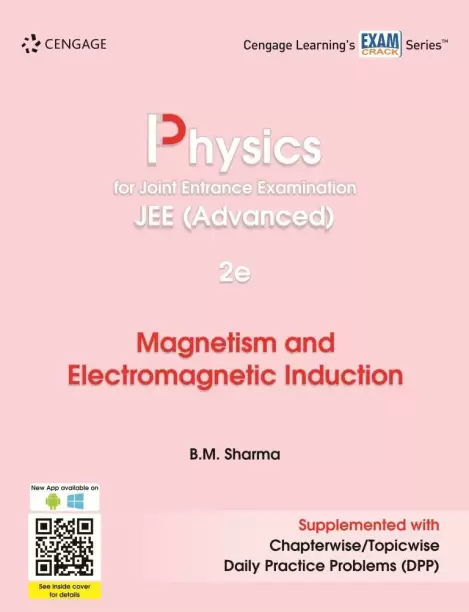 CENGAGE
Cengage Learning's EXAM CRACK Series™
Physics
for Joint Entrance Examination
JEE (Advanced)
2e
Magnetism and
Electromagnetic Induction
B.M. Sharma
New App available on
See inside cover
for details
Supplemented with
Chapterwise/Topicwise
Daily Practice Problems (DPP)